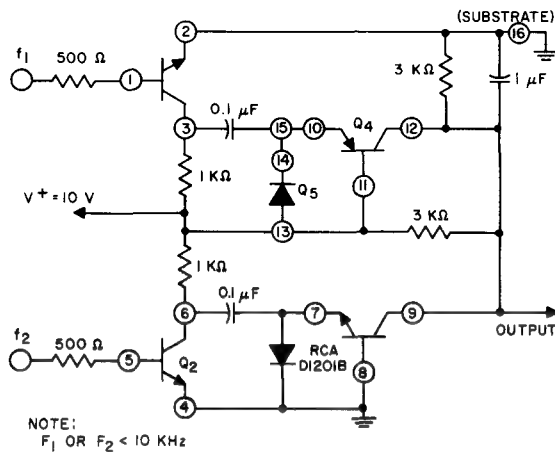 (SUBSTRATE)
f1
500 Ω
1
2
16
3 KΩ
1 µF
0.1 µF
3
15
10
Q4
12
14
1 KΩ
Q5
11
V+ = 10 V
13
3 KΩ
1 KΩ
0.1 µF
6
7
9
OUTPUT
f2
500 Ω
5
Q2
RCA
D1201B
8
4
NOTE:
F1 OR F2 < 10 KHz